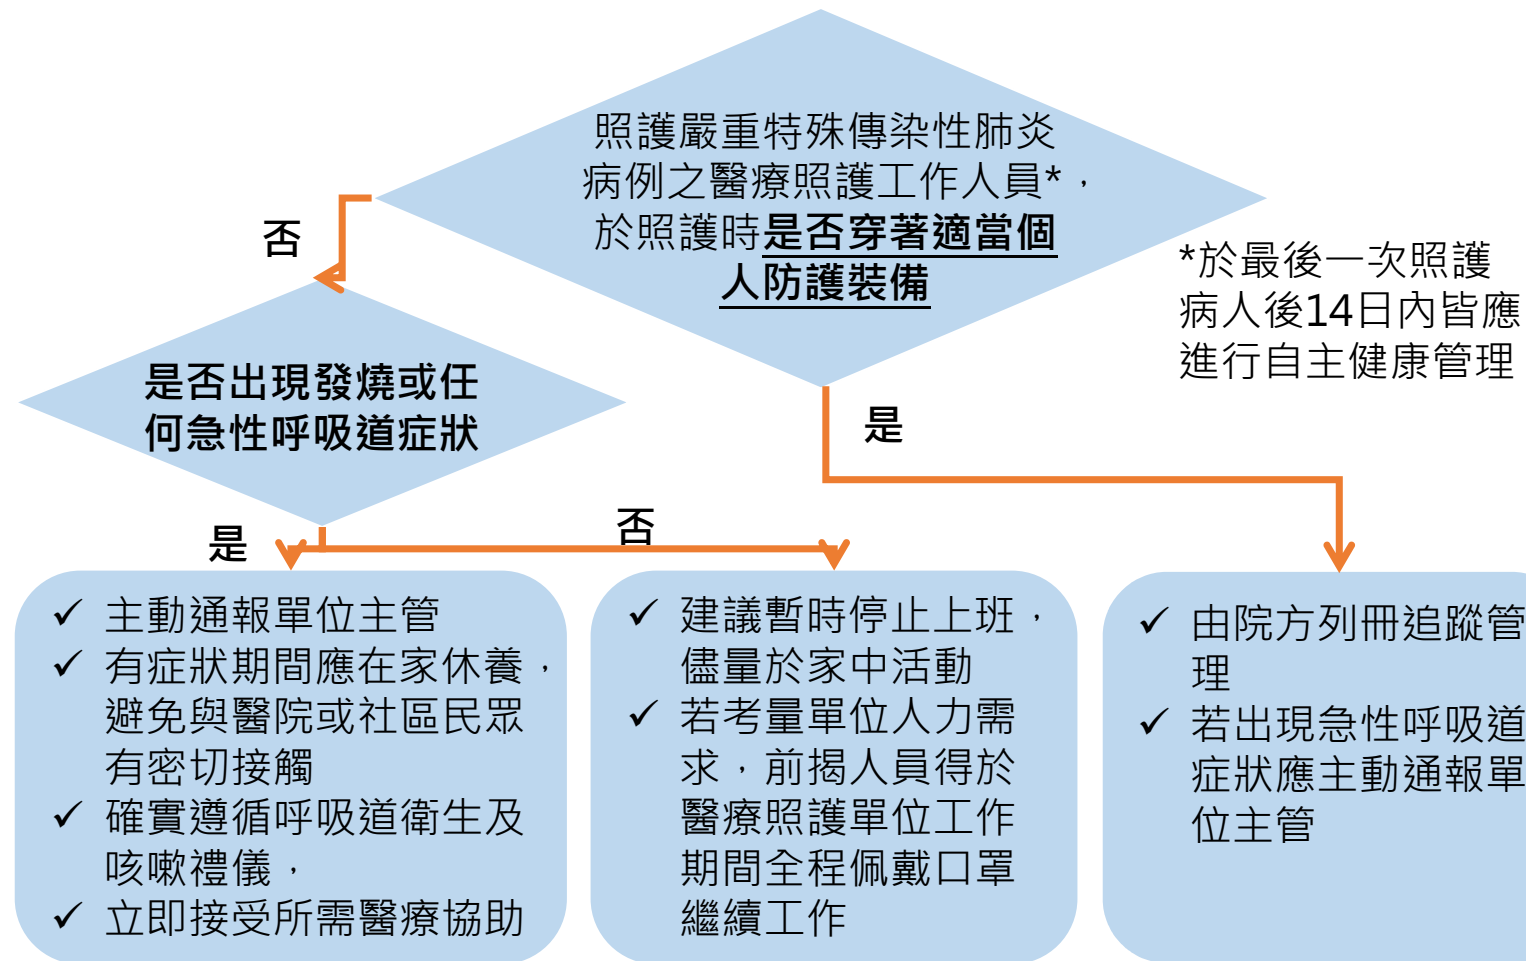 照護嚴重特殊傳染性肺炎
病例之醫療照護工作人員*，
於照護時是否穿著適當個
人防護裝備
否
*於最後一次照護
病人後14日內皆應
進行自主健康管理
是否出現發燒或任
何急性呼吸道症狀
是
是
否
✓ 主動通報單位主管
✓ 有症狀期間應在家休養，
避免與醫院或社區民眾
有密切接觸
✓ 確實遵循呼吸道衛生及
咳嗽禮儀，
✓ 立即接受所需醫療協助
✓ 建議暫時停止上班，
儘量於家中活動
✓ 若考量單位人力需
求，前揭人員得於
醫療照護單位工作
期間全程佩戴口罩
繼續工作
✓ 由院方列冊追蹤管
理
✓ 若出現急性呼吸道
症狀應主動通報單
位主管